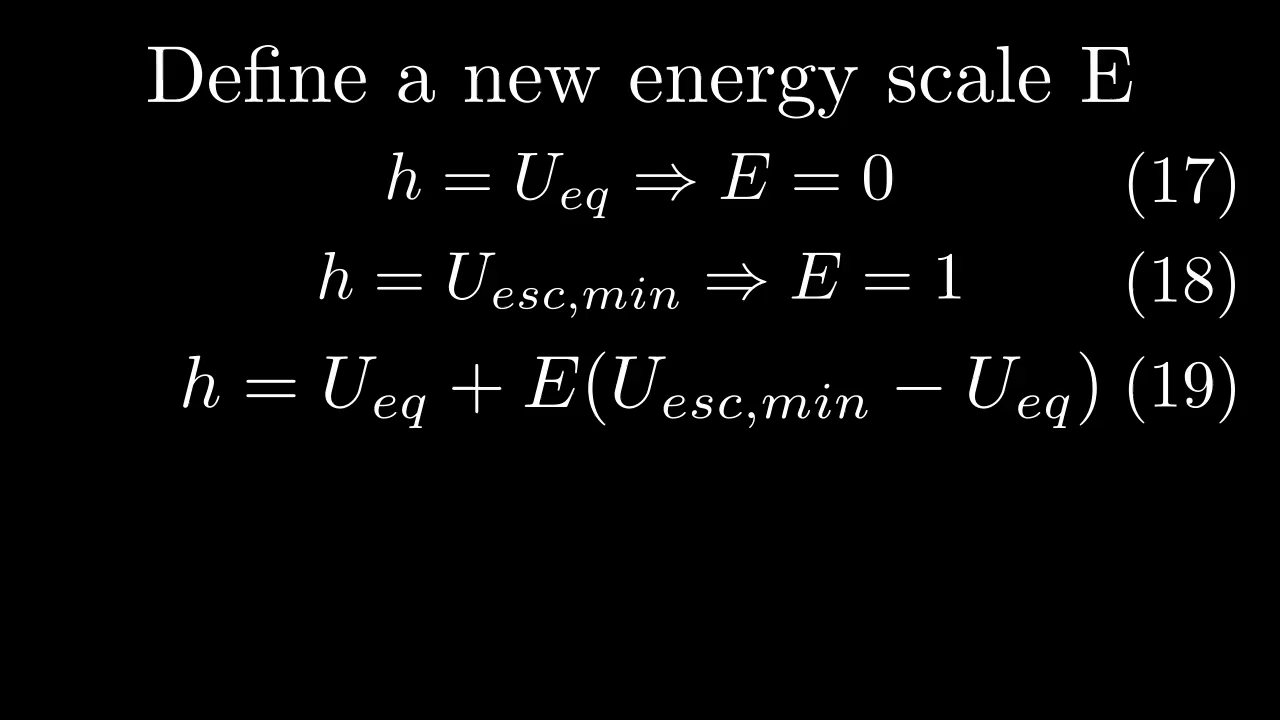 Define a new energy scale E
h = U_{eq} ⇒ E = 0 (17)
h = U_{esc,min} ⇒ E = 1 (18)
h = U_{eq} + E(U_{esc,min} − U_{eq}) (19)